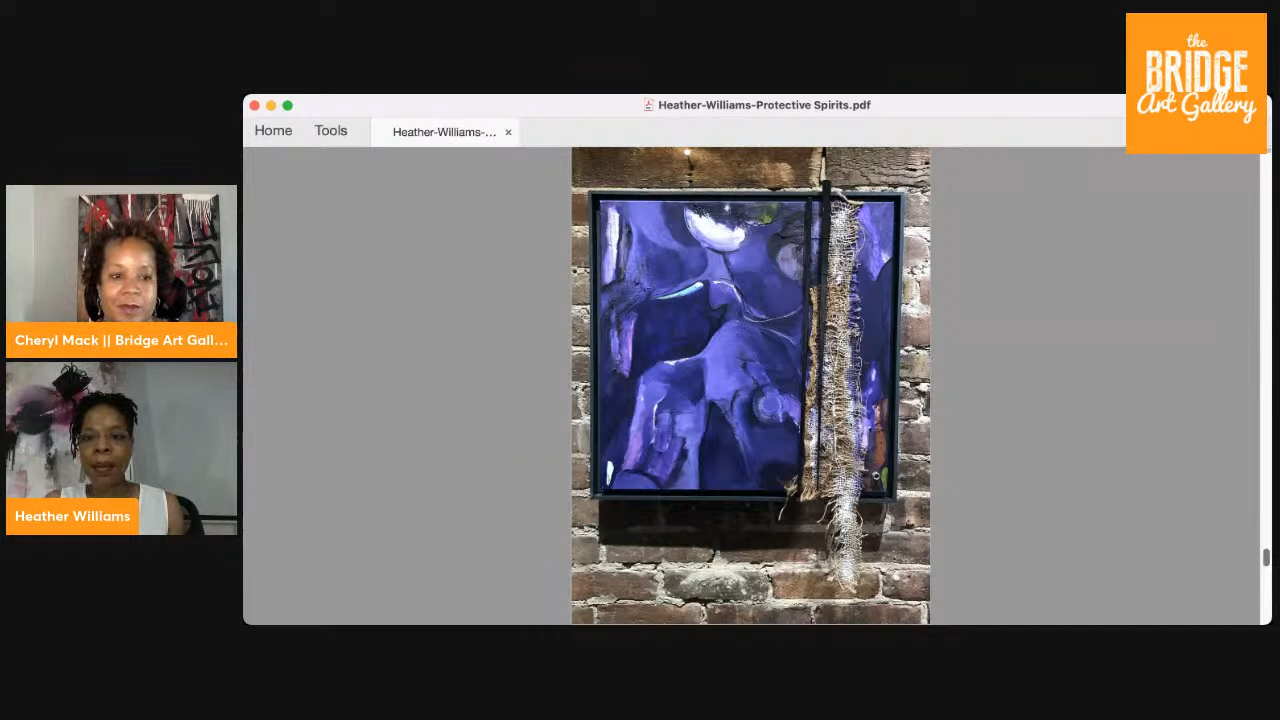 the
BRIDGE
Art Gallery
Heather-Williams-Protective Spirits.pdf
Home Tools Heather-Williams-... ×
Cheryl Mack || Bridge Art Gall...
Heather Williams